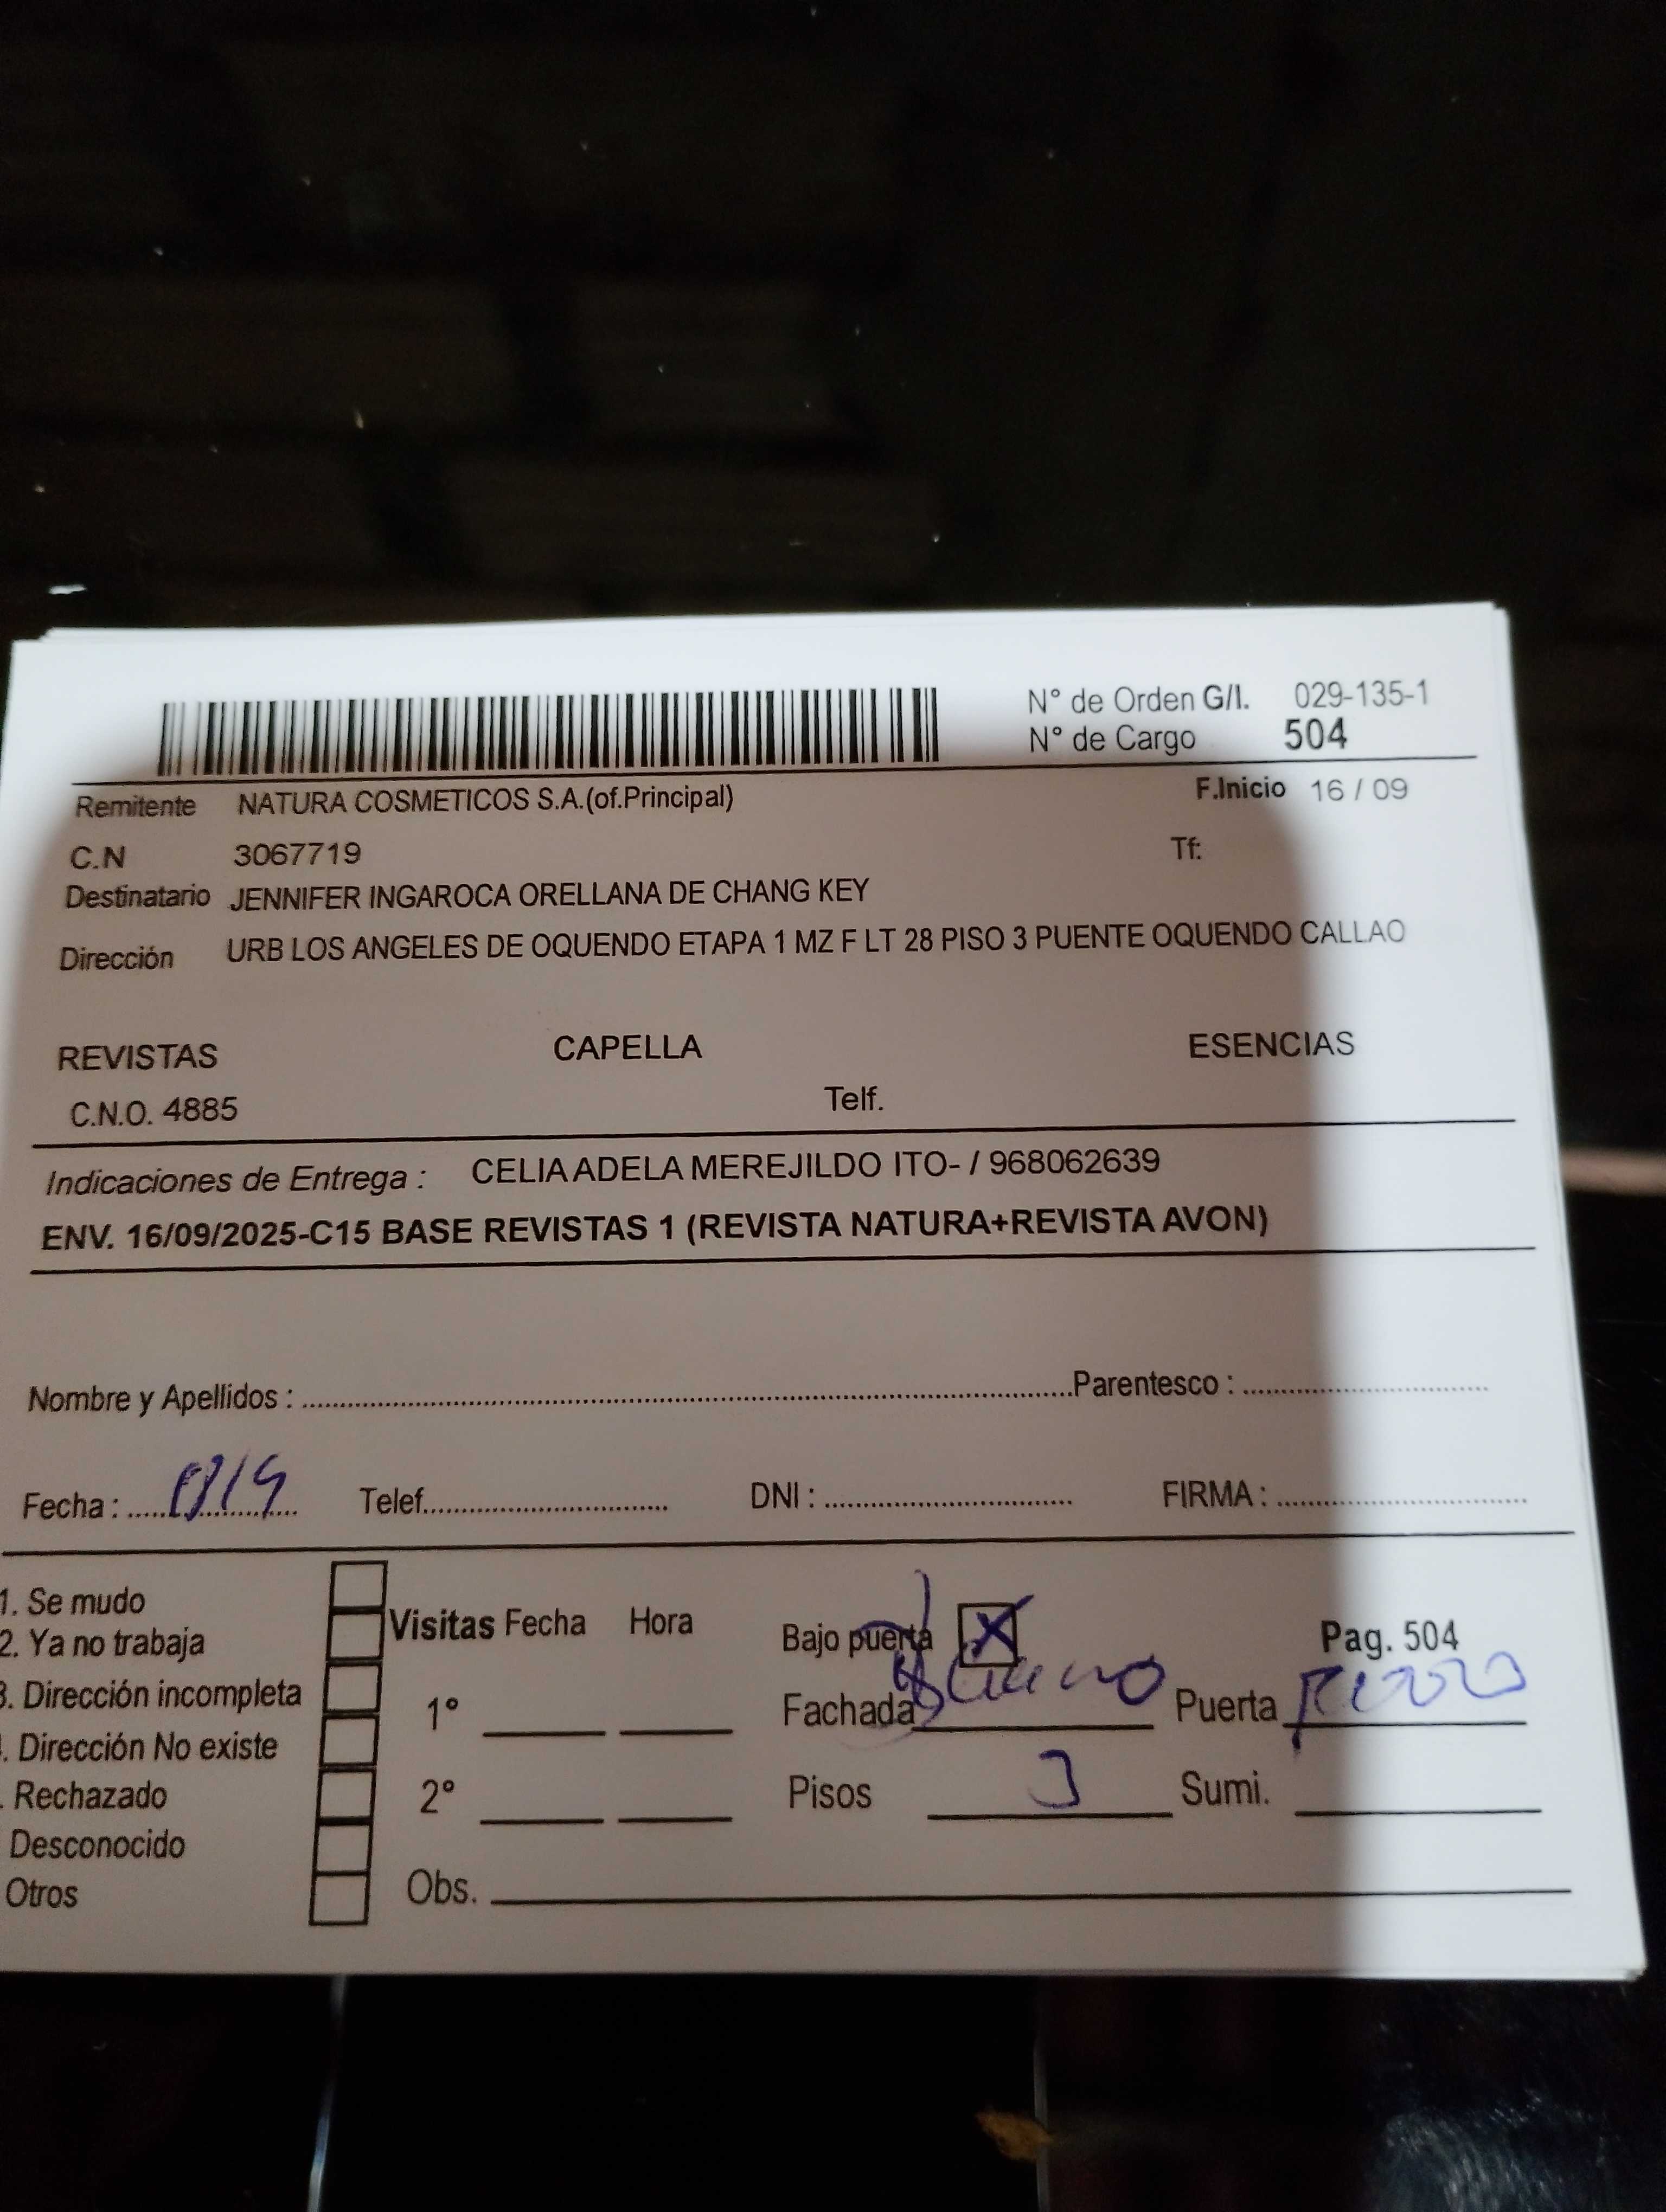 N° de Orden G/I. 029-135-1
N° de Cargo 504
Remitente NATURA COSMETICOS S.A.(of.Principal) F.Inicio 16 / 09
C.N 3067719 Tf:
Destinatario JENNIFER INGAROCA ORELLANA DE CHANG KEY
Dirección URB LOS ANGELES DE OQUENDO ETAPA 1 MZ F LT 28 PISO 3 PUENTE OQUENDO CALLAO
REVISTAS CAPELLA ESENCIAS
C.N.O. 4885 Telf.
Indicaciones de Entrega : CELIA ADELA MEREJILDO ITO- / 968062639
ENV. 16/09/2025-C15 BASE REVISTAS 1 (REVISTA NATURA+REVISTA AVON)
Nombre y Apellidos : Parentesco :
Fecha : Telef. DNI : FIRMA :
1. Se mudo
2. Ya no trabaja Visitas Fecha Hora Bajo puerta X Pag. 504
3. Dirección incompleta 1° Fachada Puerta
. Dirección No existe
. Rechazado 2° Pisos 3 Sumi.
Desconocido
Otros Obs.